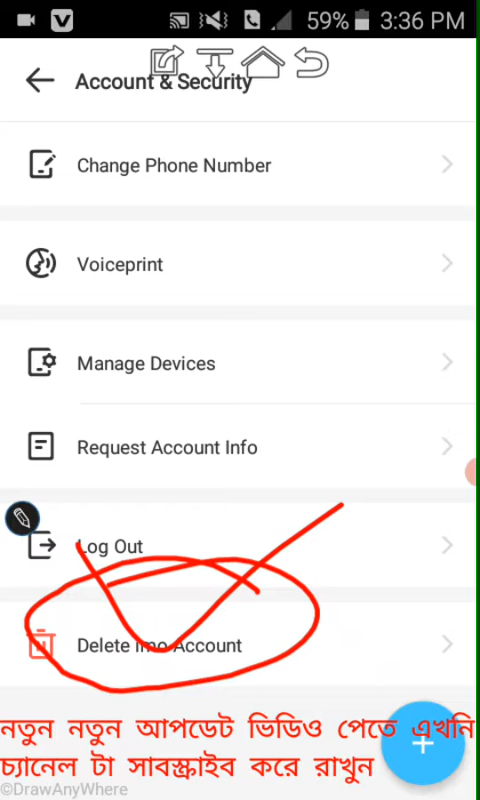 59% 3:36 PM
Account & Security
Change Phone Number
Voiceprint
Manage Devices
Request Account Info
Log Out
Delete imo Account
নতুন নতুন আপডেট ভিডিও পেতে এখনি
চ্যানেল টা সাবস্ক্রাইব করে রাখুন
©DrawAnyWhere